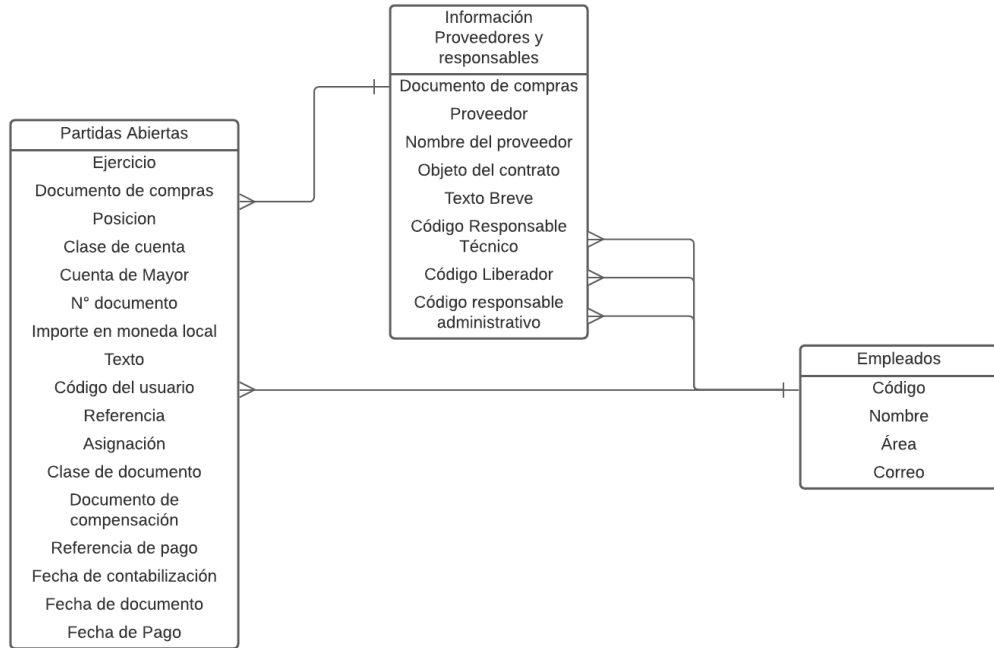 Información
Proveedores y
responsables
Documento de compras
Proveedor
Nombre del proveedor
Objeto del contrato
Texto Breve
Código Responsable
Técnico
Código Liberador
Código responsable
administrativo
Partidas Abiertas
Ejercicio
Documento de compras
Posicion
Clase de cuenta
Cuenta de Mayor
N° documento
Importe en moneda local
Texto
Código del usuario
Referencia
Asignación
Clase de documento
Documento de
compensación
Referencia de pago
Fecha de contabilización
Fecha de documento
Fecha de Pago
Empleados
Código
Nombre
Área
Correo